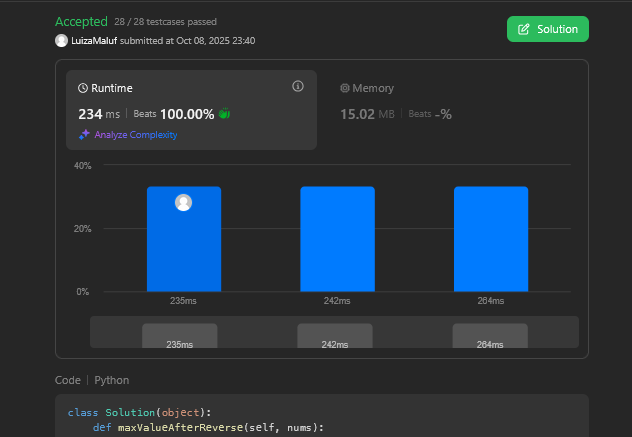 Accepted 28 / 28 testcases passed
LuizaMaluf submitted at Oct 08, 2025 23:40
Solution
Runtime
234 ms | Beats 100.00%
Analyze Complexity
Memory
15.02 MB | Beats -%
40%
20%
0%
235ms 242ms 264ms
235ms 242ms 264ms
Code | Python
class Solution(object):
def maxValueAfterReverse(self, nums):